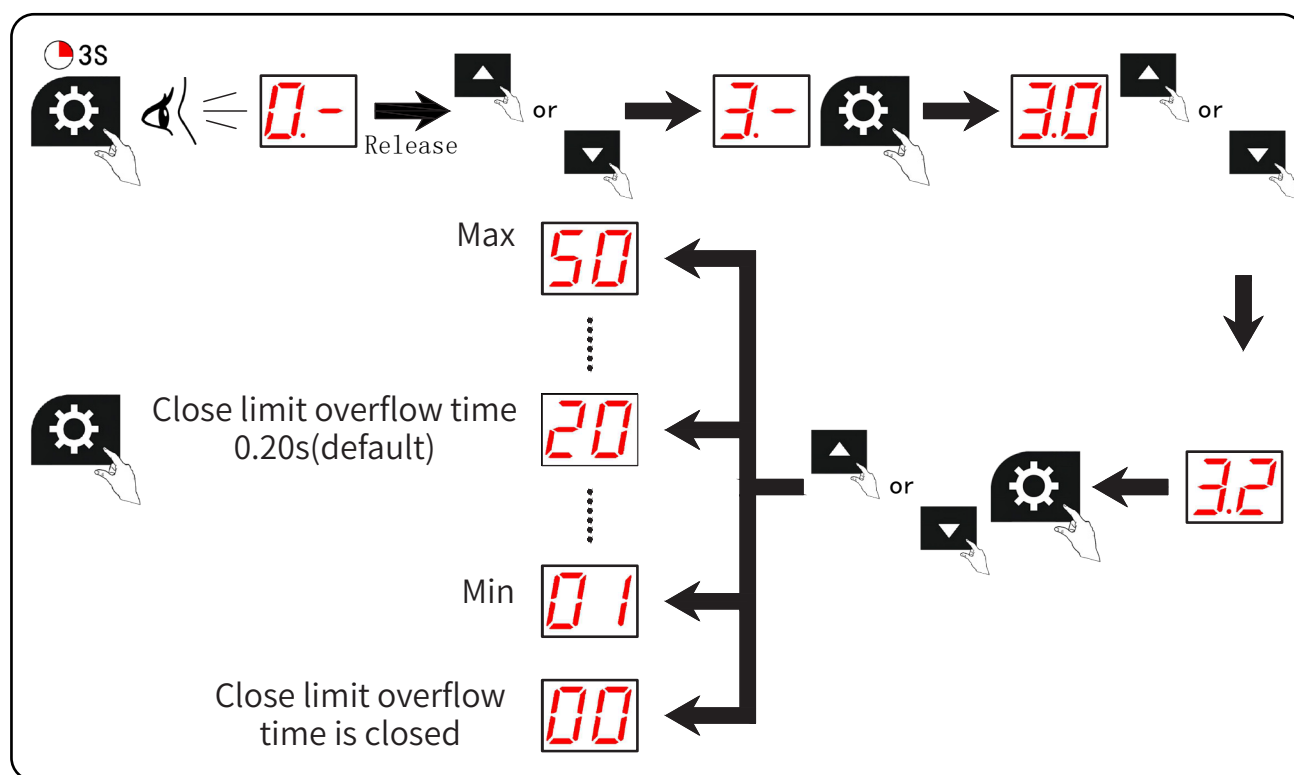 3S
0.-
Release
or
3.-
3.0
or
Max
50
Close limit overflow time
0.20s(default)
20
or
3.2
Min
01
Close limit overflow
time is closed
00